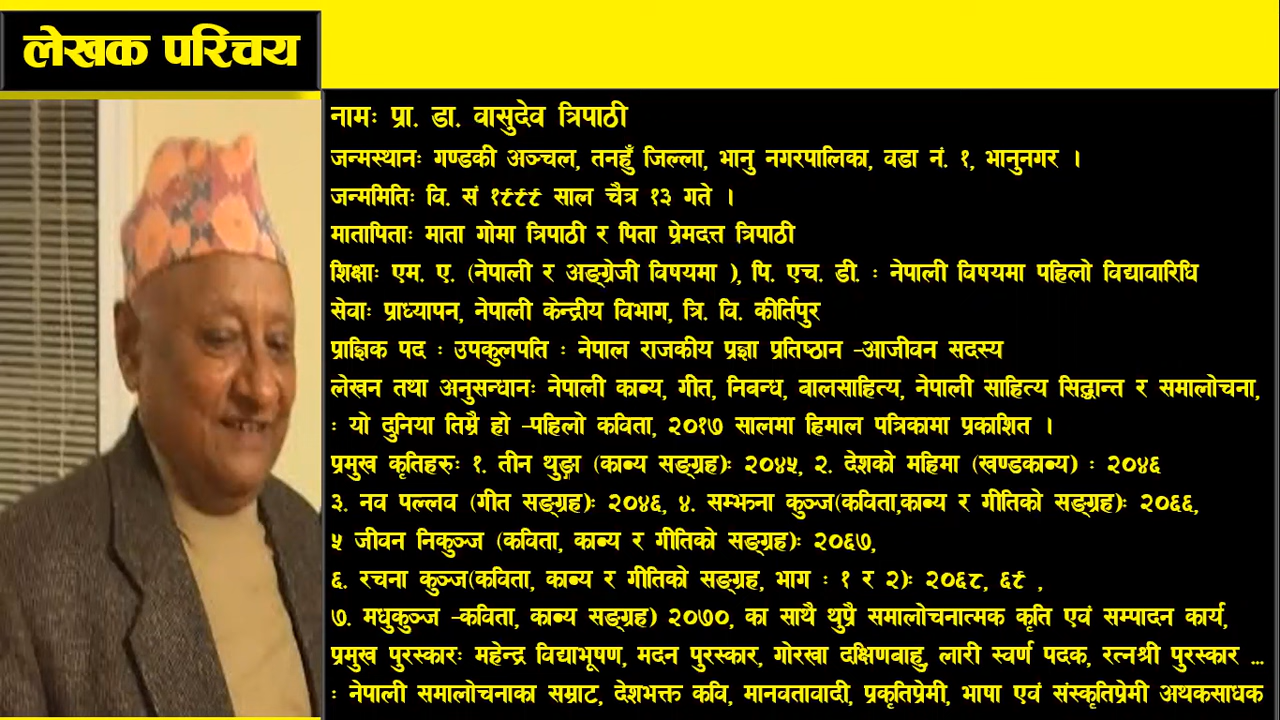 लेखक परिचय
नामः प्रा. डा. वासुदेव त्रिपाठी
जन्मस्थानः गण्डकी अञ्चल, तनहुँ जिल्ला, भानु नगरपालिका, वडा नं. १, भानुनगर ।
जन्ममितिः वि. सं १९९९ साल चैत्र १३ गते ।
मातापिताः माता गोमा त्रिपाठी र पिता प्रेमदत्त त्रिपाठी
शिक्षाः एम. ए. (नेपाली र अङ्ग्रेजी विषयमा ), पि. एच. डी. : नेपाली विषयमा पहिलो विद्यावारिधि
सेवाः प्राध्यापन, नेपाली केन्द्रीय विभाग, त्रि. वि. कीर्तिपुर
प्राज्ञिक पद : उपकुलपति : नेपाल राजकीय प्रज्ञा प्रतिष्ठान -आजीवन सदस्य
लेखन तथा अनुसन्धानः नेपाली काब्य, गीत, निबन्ध, बालसाहित्य, नेपाली साहित्य सिद्धान्त र समालोचना,
: यो दुनिया तिम्रै हो -पहिलो कविता, २०१७ सालमा हिमाल पत्रिकामा प्रकाशित ।
प्रमुख कृतिहरुः १. तीन थुङ्गा (काब्य सङ्ग्रह)ः २०४५, २. देशको महिमा (खण्डकाब्य) : २०४६
३. नव पल्लव (गीत सङ्ग्रह)ः २०४६, ४. सम्झना कुञ्ज(कविता,काब्य र गीतिको सङ्ग्रह)ः २०६६,
५ जीवन निकुञ्ज (कविता, काब्य र गीतिको सङ्ग्रह)ः २०६७,
६. रचना कुञ्ज(कविता, काब्य र गीतिको सङ्ग्रह, भाग : १ र २)ः २०६८, ६९ ,
७. मधुकुञ्ज -कविता, काब्य सङ्ग्रह) २०७०, का साथै थुप्रै समालोचनात्मक कृति एवं सम्पादन कार्य,
प्रमुख पुरस्कारः महेन्द्र विद्याभूषण, मदन पुरस्कार, गोरखा दक्षिणबाहु, लारी स्वर्ण पदक, रत्नश्री पुरस्कार ...
: नेपाली समालोचनाका सम्राट, देशभक्त कवि, मानवतावादी, प्रकृतिप्रेमी, भाषा एवं संस्कृतिप्रेमी अथकसाधक